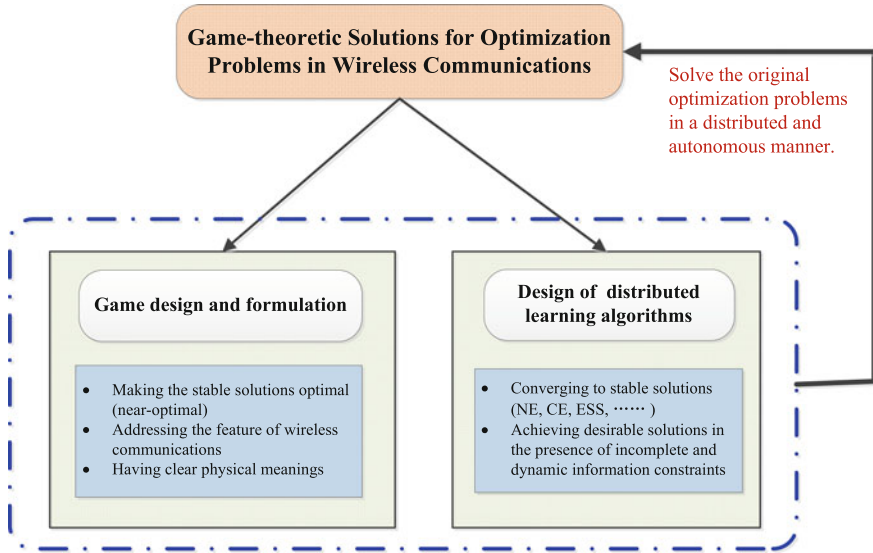 Game-theoretic Solutions for Optimization
Problems in Wireless Communications
Solve the original
optimization problems
in a distributed and
autonomous manner.
Game design and formulation
• Making the stable solutions optimal
(near-optimal)
• Addressing the feature of wireless
communications
• Having clear physical meanings
Design of distributed
learning algorithms
• Converging to stable solutions
(NE, CE, ESS, ⋯⋯ )
• Achieving desirable solutions in
the presence of incomplete and
dynamic information constraints